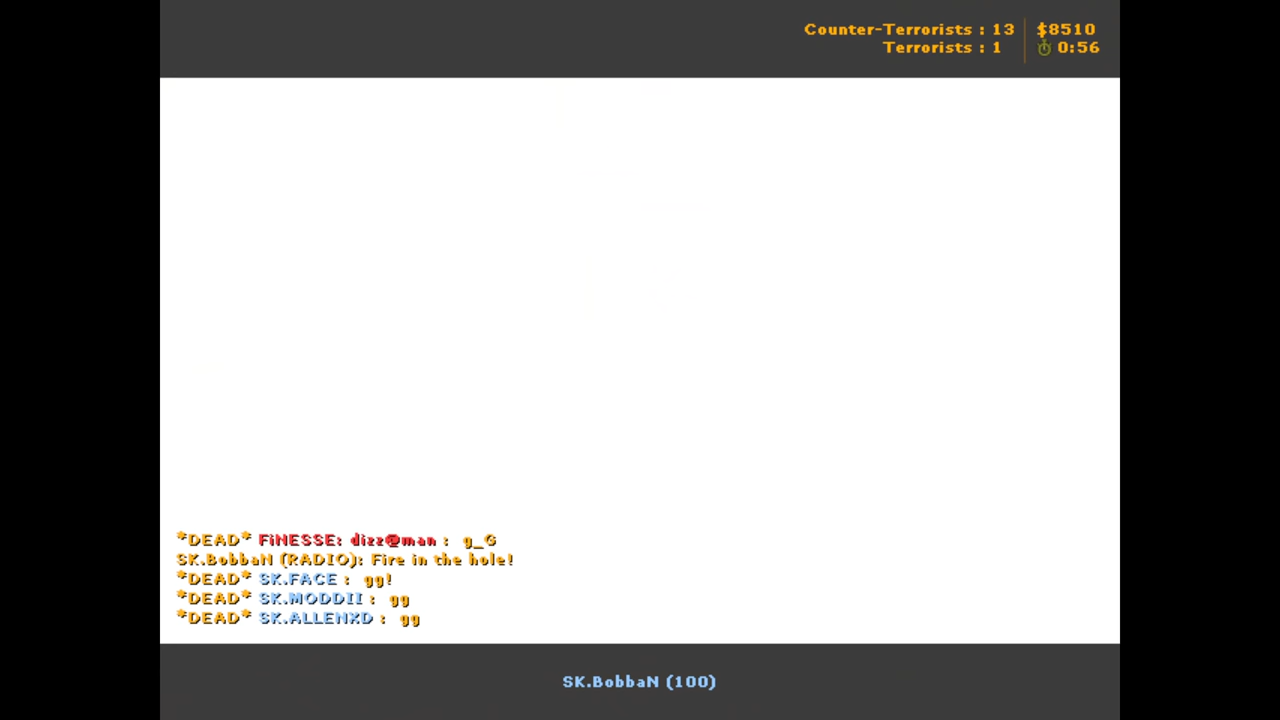 Counter-Terrorists : 13
$8510
Terrorists : 1
0:56
*DEAD* FiNESSE: dizz@man : g_G
SK.BobbaN (RADIO): Fire in the hole!
*DEAD* SK.FACE : gg!
*DEAD* SK.MODDII : gg
*DEAD* SK.ALLENXD : gg
SK.BobbaN (100)